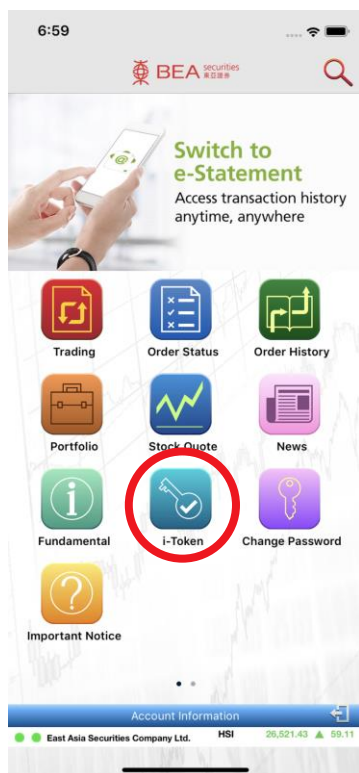 6:59
BEA securities
東亞證券
Switch to
e-Statement
Access transaction history
anytime, anywhere
Trading
Order Status
Order History
Portfolio
Stock Quote
News
Fundamental
i-Token
Change Password
Important Notice
Account Information
East Asia Securities Company Ltd. HSI 26,521.43 ▲ 59.11